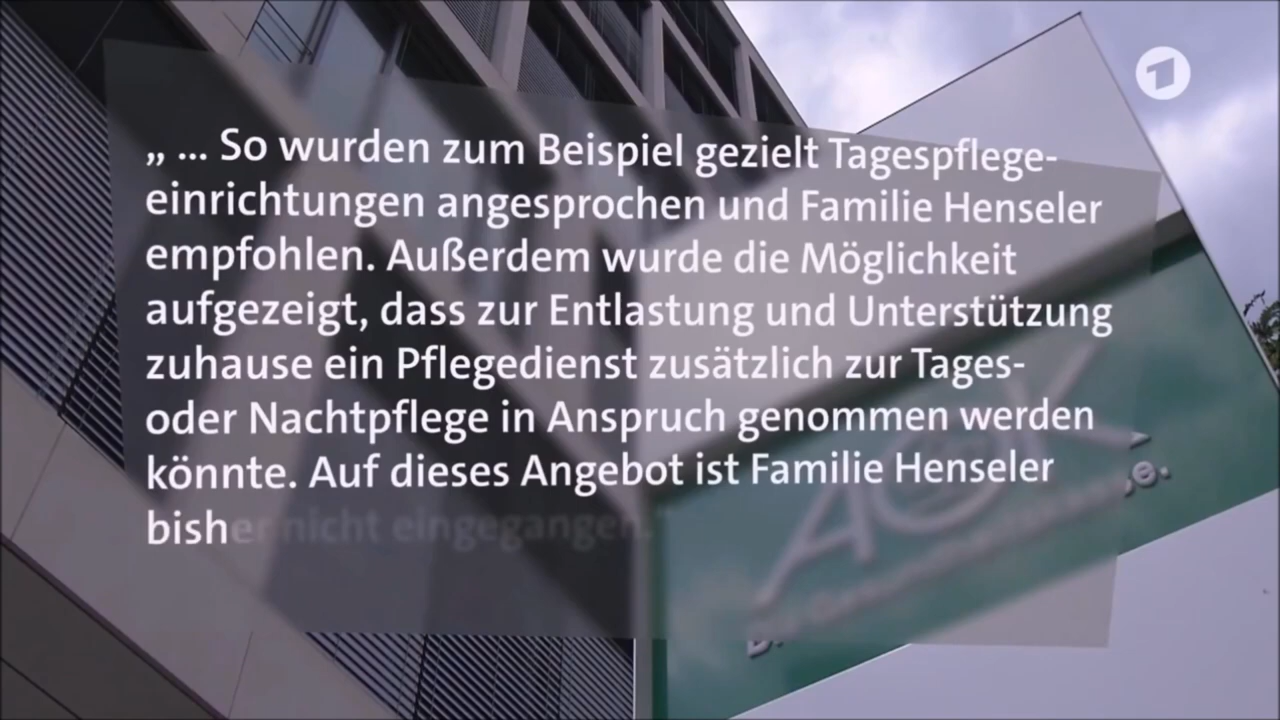 „ ... So wurden zum Beispiel gezielt Tagespflege-
einrichtungen angesprochen und Familie Henseler
empfohlen. Außerdem wurde die Möglichkeit
aufgezeigt, dass zur Entlastung und Unterstützung
zuhause ein Pflegedienst zusätzlich zur Tages-
oder Nachtpflege in Anspruch genommen werden
könnte. Auf dieses Angebot ist Familie Henseler
bisher nicht eingegangen.
AOK
1